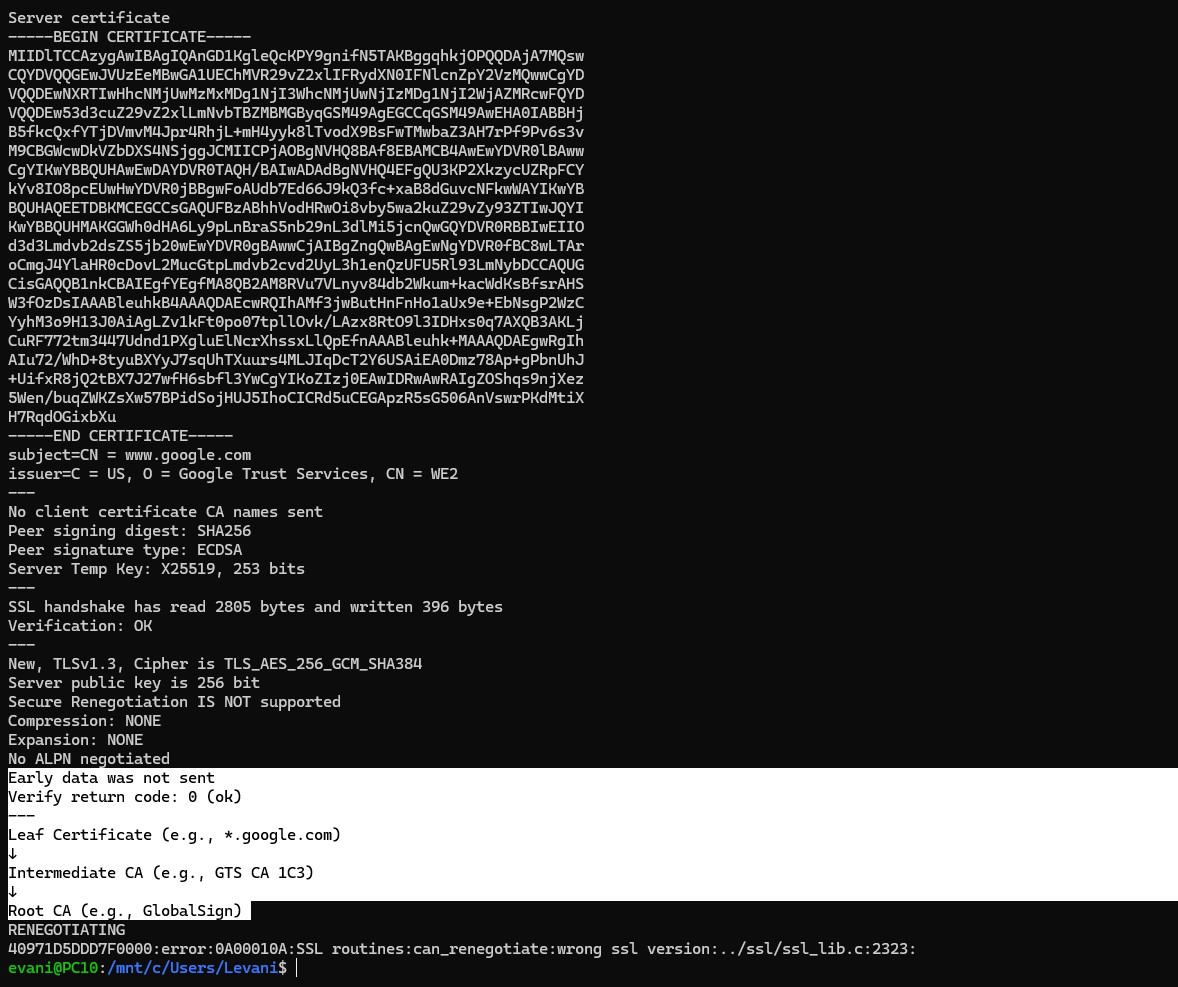 Server certificate
-----BEGIN CERTIFICATE-----
MIIDlTCCAzygAwIBAgIQAnGD1KgleQcKPY9gnifN5TAKBggqhkjOPQQDAjA7MQsw
CQYDVQQGEwJVUzEeMBwGA1UEChMVR29vZ2xlIFRydXN0IFNlcnZpY2VzMQwwCgYD
VQQDEwNXRTIwHhcNMjUwMzMxMDg1NjI3WhcNMjUwNjIzMDg1NjI2WjAZMRcwFQYD
VQQDEw53d3cuZ29vZ2xlLmNvbTBZMBMGByqGSM49AgEGCCqGSM49AwEHA0IABBHj
B5fkcQxfYTjDVmvM4Jpr4RhjL+mH4yyk8lTvodX9BsFwTMwbaZ3AH7rPf9Pv6s3v
M9CBGWcwDkVZbDXS4NSjggJCMIICPjAOBgNVHQ8BAf8EBAMCB4AwEwYDVR0lBAww
CgYIKwYBBQUHAwEwDAYDVR0TAQH/BAIwADAdBgNVHQ4EFgQU3KP2XkzycUZRpFCY
kYv8IO8pcEUwHwYDVR0jBBgwFoAUdb7Ed66J9kQ3fc+xaB8dGuvcNFkwWAYIKwYB
BQUHAQEETDBKMCEGCCsGAQUFBzABhhVodHRwOi8vby5wa2kuZ29vZy93ZTIwJQYI
KwYBBQUHMAKGGWh0dHA6Ly9pLnBraS5nb29nL3dlMi5jcnQwGQYDVR0RBBIwEIIO
d3d3Lmdvb2dsZS5jb20wEwYDVR0gBAwwCjAIBgZngQwBAgEwNgYDVR0fBC8wLTAr
oCmgJ4YlaHR0cDovL2MucGtpLmdvb2cvd2UyL3h1enQzUFU5Rl93LmNybDCCAQUG
CisGAQQB1nkCBAIEgfYEgfMA8QB2AM8RVu7VLnyv84db2Wkum+kacWdKsBfsrAHS
W3fOzDsIAAABleuhkB4AAAQDAEcwRQIhAMf3jwButHnFnHo1aUx9e+EbNsgP2WzC
YyhM3o9H13J0AiAgLZv1kFt0po07tpllOvk/LAzx8RtO9l3IDHxs0q7AXQB3AKLj
CuRF772tm3447Udnd1PXgluElNcrXhssxLlQpEfnAAABleuhk+MAAAQDAEgwRgIh
AIu72/WhD+8tyuBXYyJ7sqUhTXuurs4MLJIqDcT2Y6USAiEA0Dmz78Ap+gPbnUhJ
+UifxR8jQ2tBX7J27wfH6sbfl3YwCgYIKoZIzj0EAwIDRwAwRAIgZOShqs9njXez
5Wen/buqZWKZsXw57BPidSojHUJ5IhoCICRd5uCEGApzR5sG506AnVswrPKdMtiX
H7RqdOGixbXu
-----END CERTIFICATE-----
subject=CN = www.google.com
issuer=C = US, O = Google Trust Services, CN = WE2
---
No client certificate CA names sent
Peer signing digest: SHA256
Peer signature type: ECDSA
Server Temp Key: X25519, 253 bits
---
SSL handshake has read 2805 bytes and written 396 bytes
Verification: OK
---
New, TLSv1.3, Cipher is TLS_AES_256_GCM_SHA384
Server public key is 256 bit
Secure Renegotiation IS NOT supported
Compression: NONE
Expansion: NONE
No ALPN negotiated
Early data was not sent
Verify return code: 0 (ok)
---
Leaf Certificate (e.g., *.google.com)
↓
Intermediate CA (e.g., GTS CA 1C3)
↓
Root CA (e.g., GlobalSign)
RENEGOTIATING
40971D5DDD7F0000:error:0A00010A:SSL routines:can_renegotiate:wrong ssl version:../ssl/ssl_lib.c:2323:
evani@PC10:/mnt/c/Users/Levani$